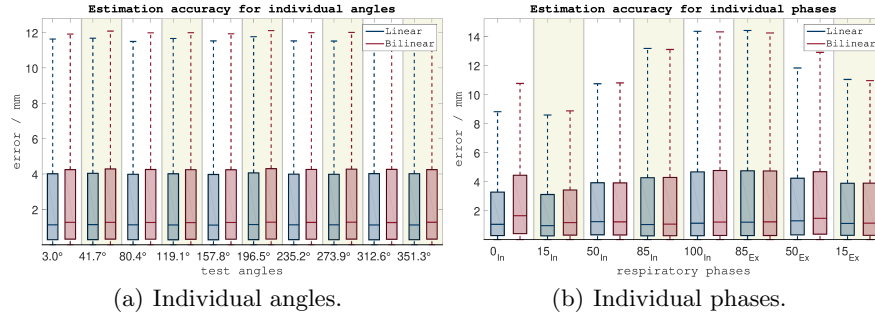 Estimation accuracy for individual angles
Linear
Bilinear
12
10
8
6
4
2
error / mm
3.0° 41.7° 80.4° 119.1° 157.8° 196.5° 235.2° 273.9° 312.6° 351.3°
test angles
(a) Individual angles.
Estimation accuracy for individual phases
Linear
Bilinear
14
12
10
8
6
4
2
error / mm
0In 15In 50In 85In 100In 85Ex 50Ex 15Ex
respiratory phases
(b) Individual phases.